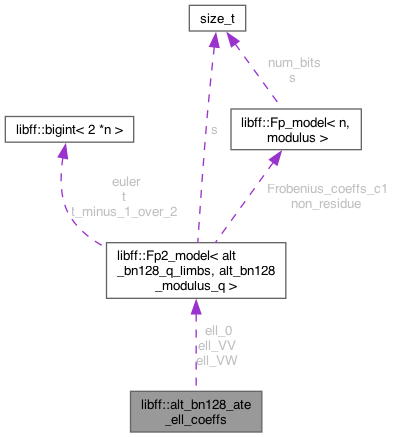 size_t
num_bits
s
libff::bigint< 2 *n >
s
libff::Fp_model< n,
modulus >
euler
t
t_minus_1_over_2
Frobenius_coeffs_c1
non_residue
libff::Fp2_model< alt
_bn128_q_limbs, alt_bn128
_modulus_q >
ell_0
ell_VV
ell_VW
libff::alt_bn128_ate
_ell_coeffs